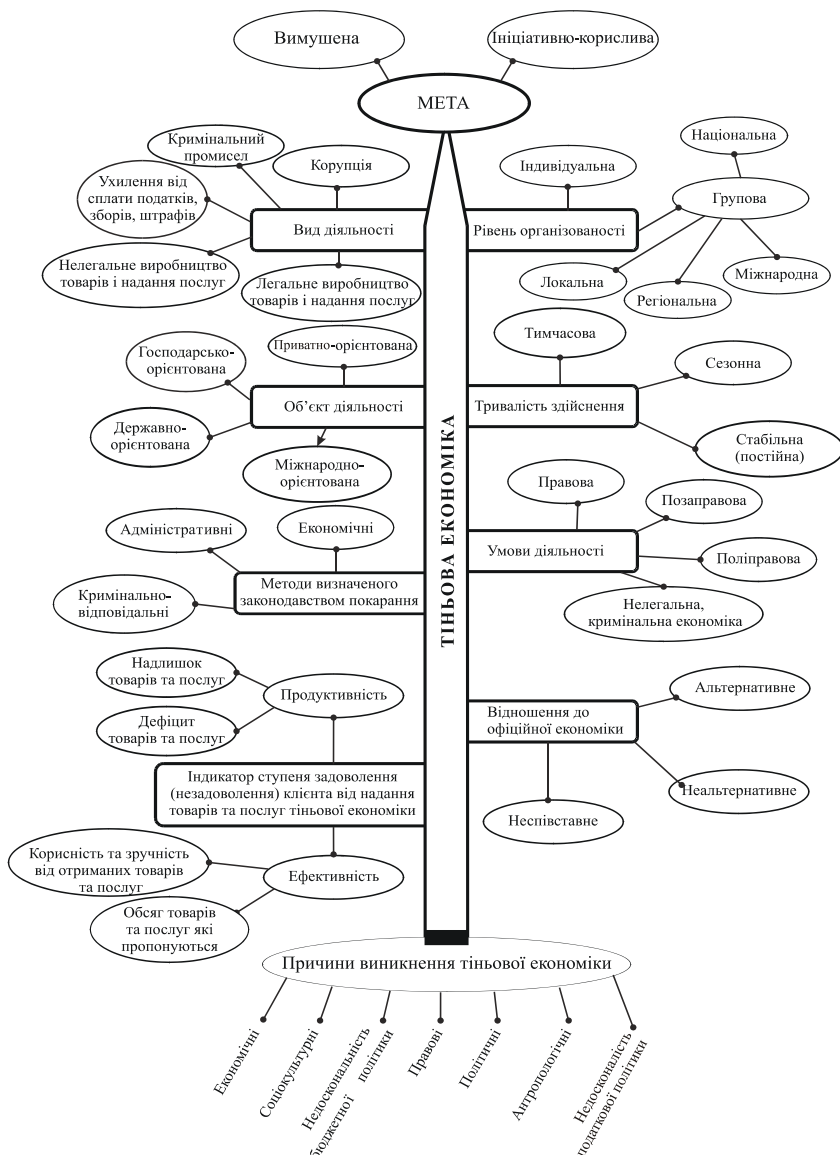 Вимушена
Ініціативно-корислива
МЕТА
Кримінальний
промисел
Корупція
Ухилення від
сплати податків,
зборів, штрафів
Вид діяльності
Нелегальне виробництво
товарів і надання послуг
Легальне виробництво
товарів і надання послуг
Індивідуальна
Національна
Групова
Рівень організованості
Локальна
Регіональна
Міжнародна
Господарсько-
орієнтована
Приватно-орієнтована
Об’єкт діяльності
Державно-
орієнтована
Міжнародно-
орієнтована
Тимчасова
Сезонна
Тривалість здійснення
Стабільна
(постійна)
ТІНЬОВА ЕКОНОМІКА
Адміністративні
Економічні
Методи визначеного
законодавством покарання
Кримінально-
відповідальні
Правова
Позаправова
Умови діяльності
Поліправова
Нелегальна,
кримінальна економіка
Надлишок
товарів та послуг
Продуктивність
Дефіцит
товарів та послуг
Індикатор ступеня задоволення
(незадоволення) клієнта від надання
товарів та послуг тіньової економіки
Корисність та зручність
від отриманих товарів
та послуг
Ефективність
Обсяг товарів
та послуг які
пропонуються
Альтернативне
Відношення до
офіційної економіки
Неальтернативне
Неспівставне
Причини виникнення тіньової економіки
Економічні
Соціокультурні
Недоскональність
бюджетної політики
Правові
Політичні
Антропологічні
Недосконалість
податкової політики